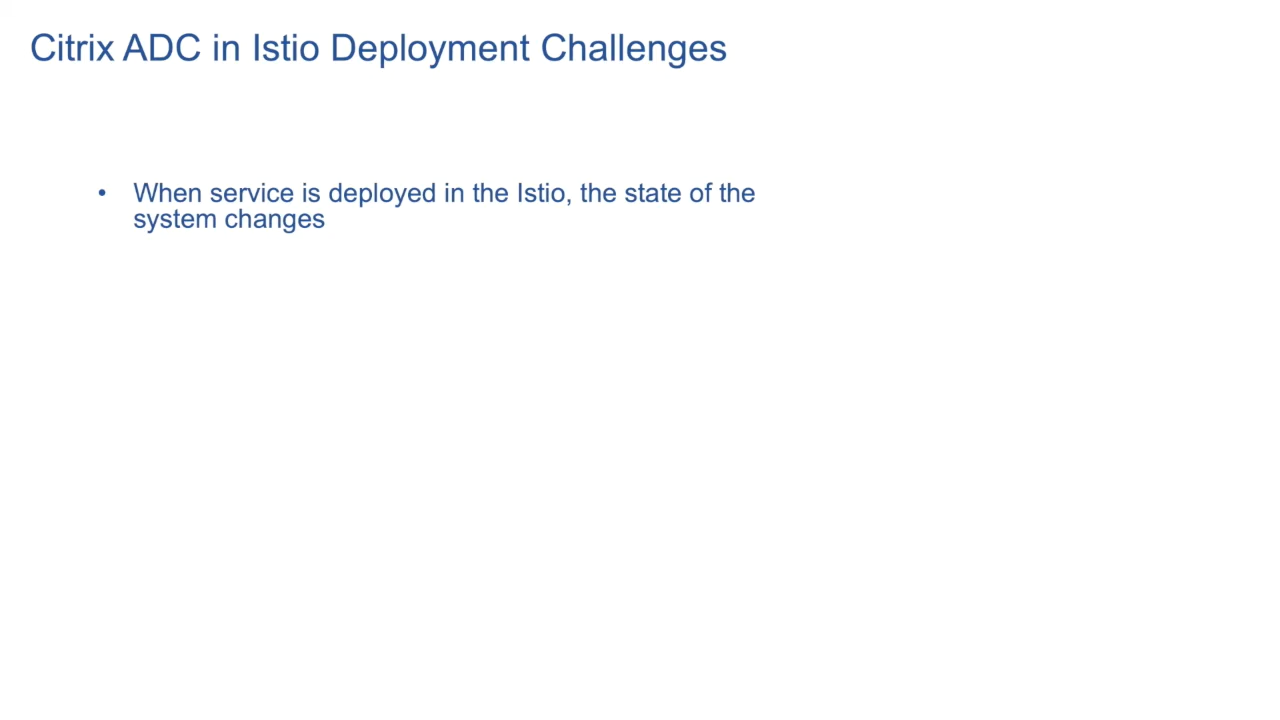 Citrix ADC in Istio Deployment Challenges
• When service is deployed in the Istio, the state of the
system changes